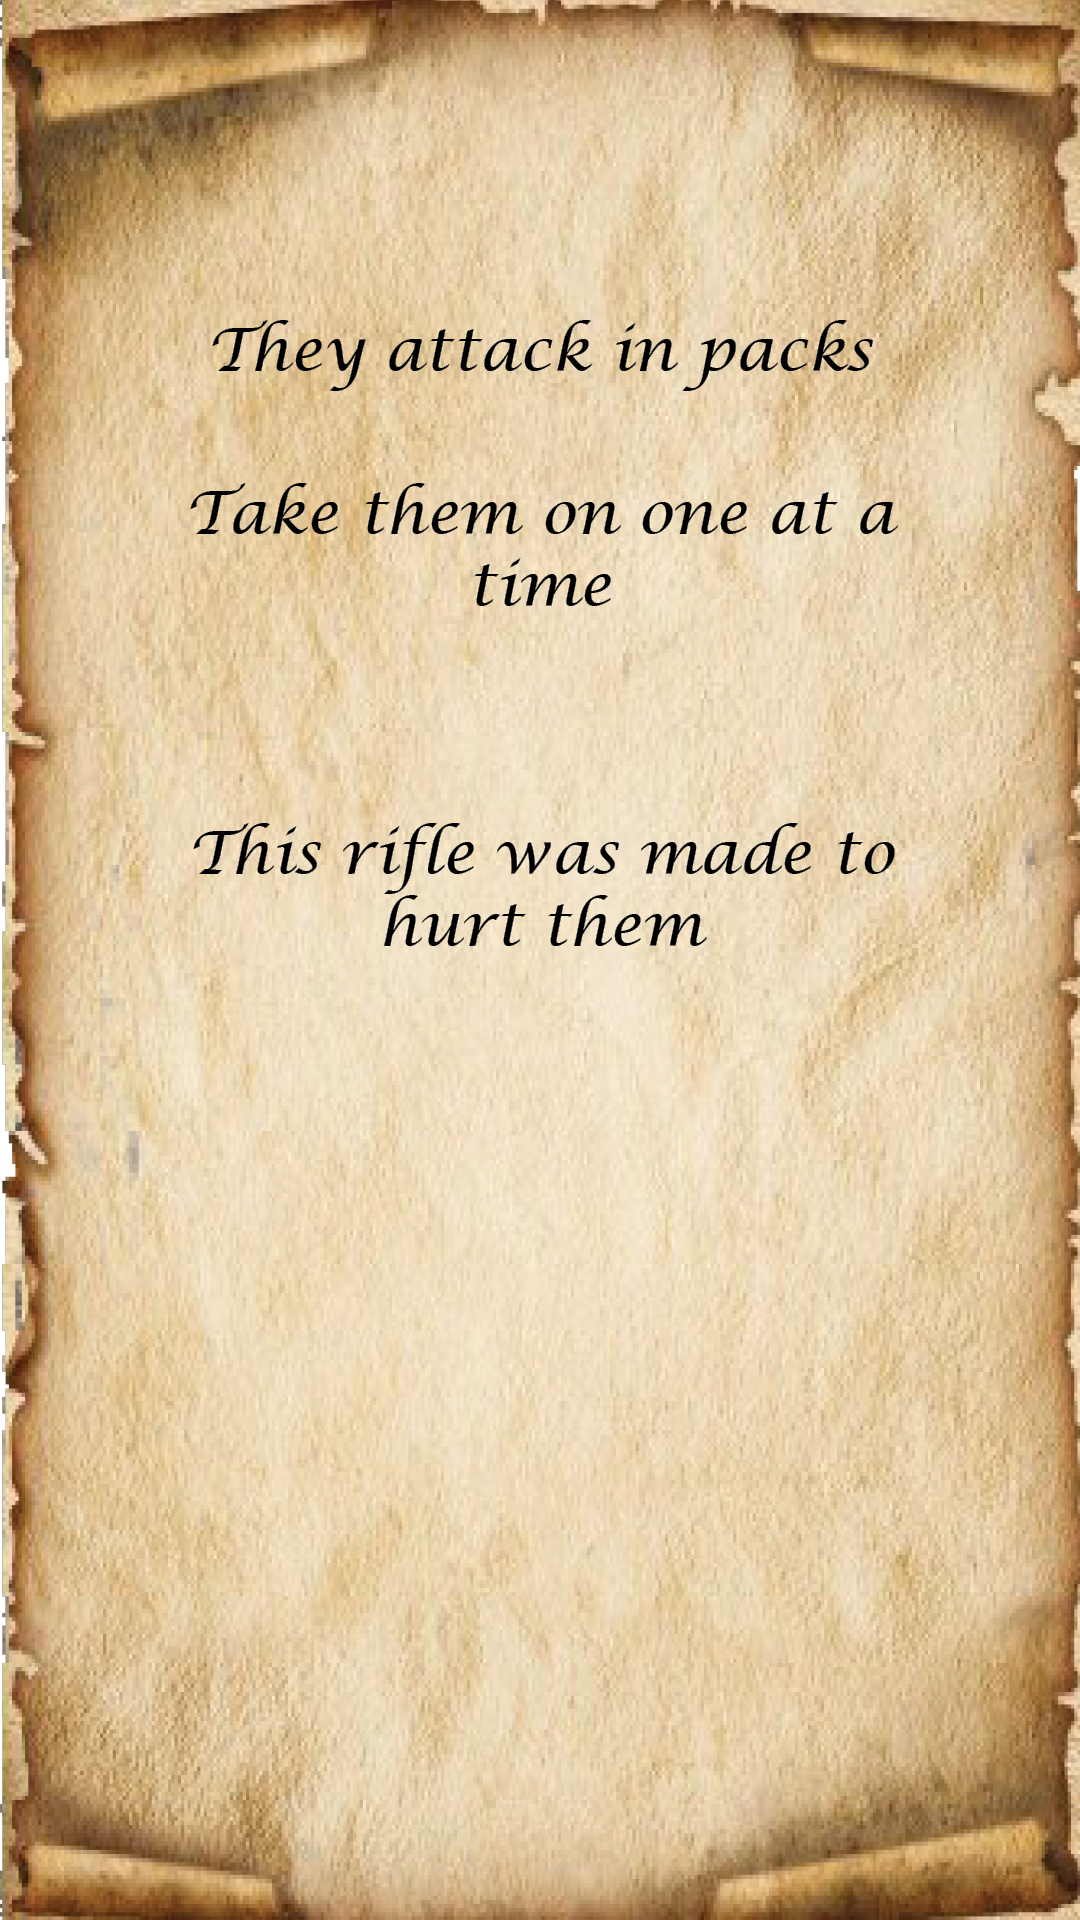 They attack in packs
Take them on one at a
time
This rifle was made to
hurt them